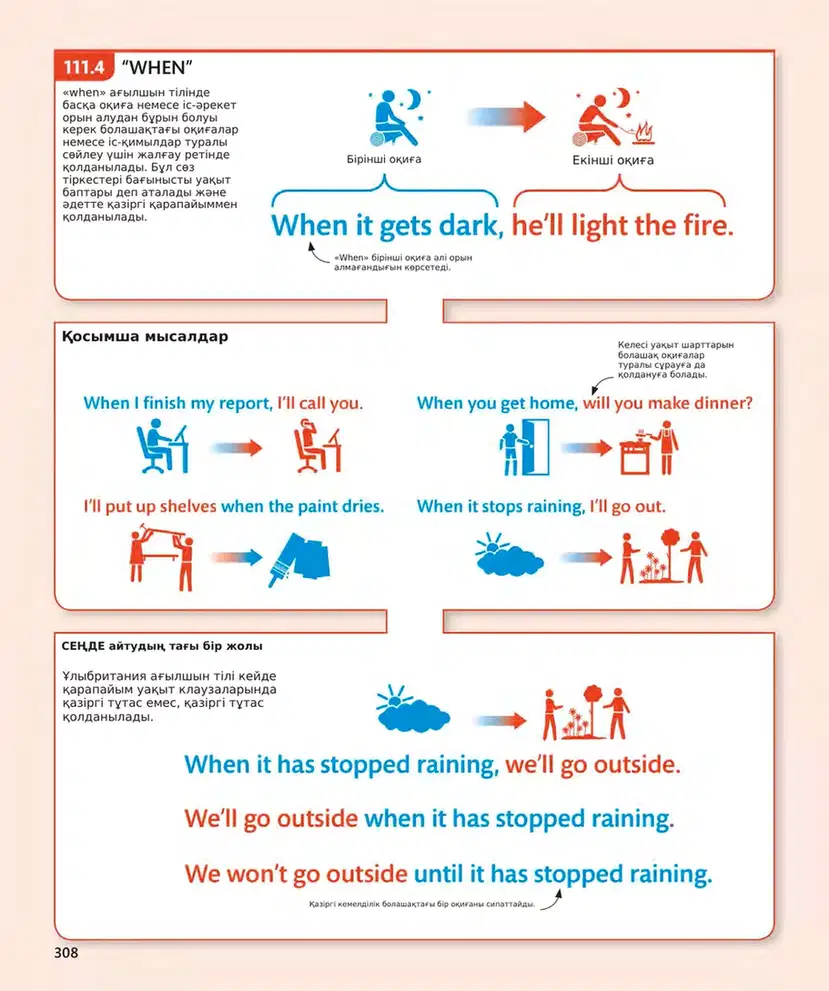 111.4 “WHEN”
«when» ағылшын тілінде
басқа оқиға немесе іс-әрекет
орын алудан бұрын болуы
керек болашақтағы оқиғалар
немесе іс-қимылдар туралы
сөйлеу үшін жалғау ретінде
қолданылады. Бұл сөз
тіркестері бағынысты уақыт
баптары деп аталады және
әдетте қазіргі қарапайыммен
қолданылады.
Бірінші оқиға
Екінші оқиға
When it gets dark, he’ll light the fire.
«When» бірінші оқиға әлі орын
алмағандығын көрсетеді.
Қосымша мысалдар
Келесі уақыт шарттарын
болашақ оқиғалар
туралы сұрауға да
қолдануға болады.
When I finish my report, I’ll call you.
When you get home, will you make dinner?
I’ll put up shelves when the paint dries.
When it stops raining, I’ll go out.
СЕҢДЕ айтудың тағы бір жолы
Ұлыбритания ағылшын тілі кейде
қарапайым уақыт клаузаларында
қазіргі тұтас емес, қазіргі тұтас
қолданылады.
When it has stopped raining, we’ll go outside.
We’ll go outside when it has stopped raining.
We won’t go outside until it has stopped raining.
Қазіргі кемелділік болашақтағы бір оқиғаны сипаттайды.
308